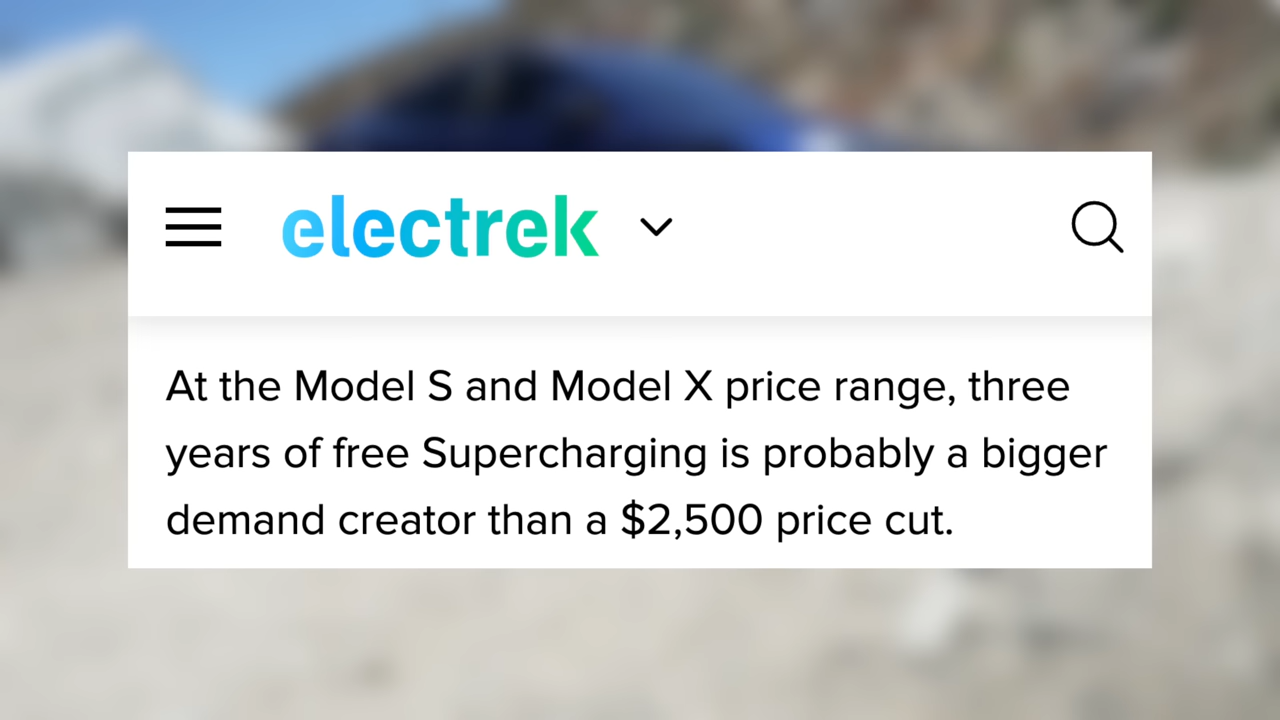 electrek
At the Model S and Model X price range, three
years of free Supercharging is probably a bigger
demand creator than a $2,500 price cut.